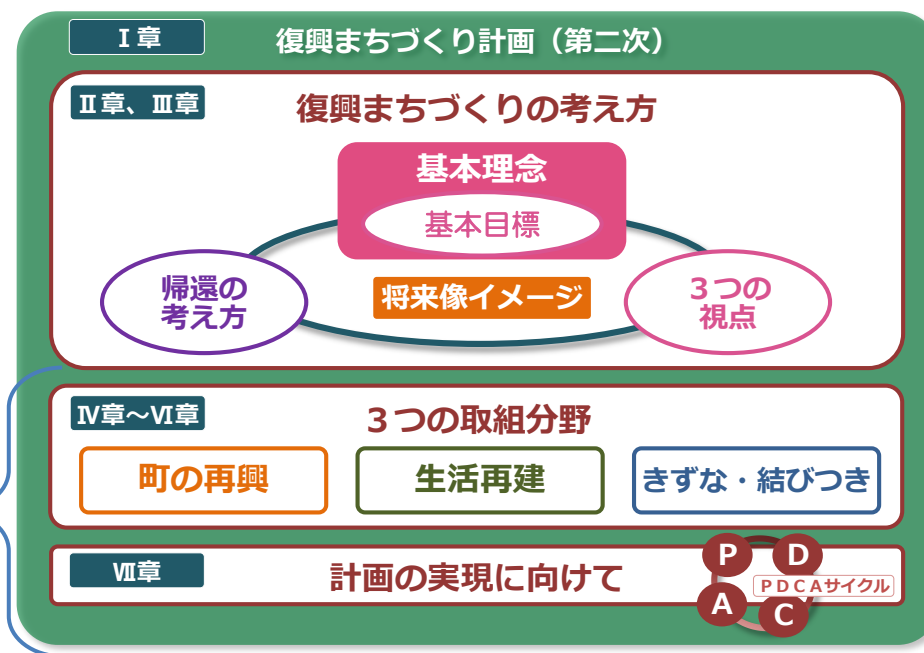 Ⅰ章
復興まちづくり計画（第二次）
Ⅱ章、Ⅲ章
復興まちづくりの考え方
基本理念
基本目標
帰還の
考え方
将来像イメージ
３つの
視点
Ⅳ章～Ⅵ章
３つの取組分野
町の再興
生活再建
きずな・結びつき
Ⅶ章
計画の実現に向けて
P
D
ＰＤＣＡサイクル
A
C